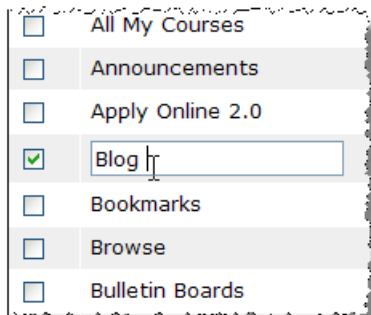 All My Courses
Announcements
Apply Online 2.0
Blog
Bookmarks
Browse
Bulletin Boards